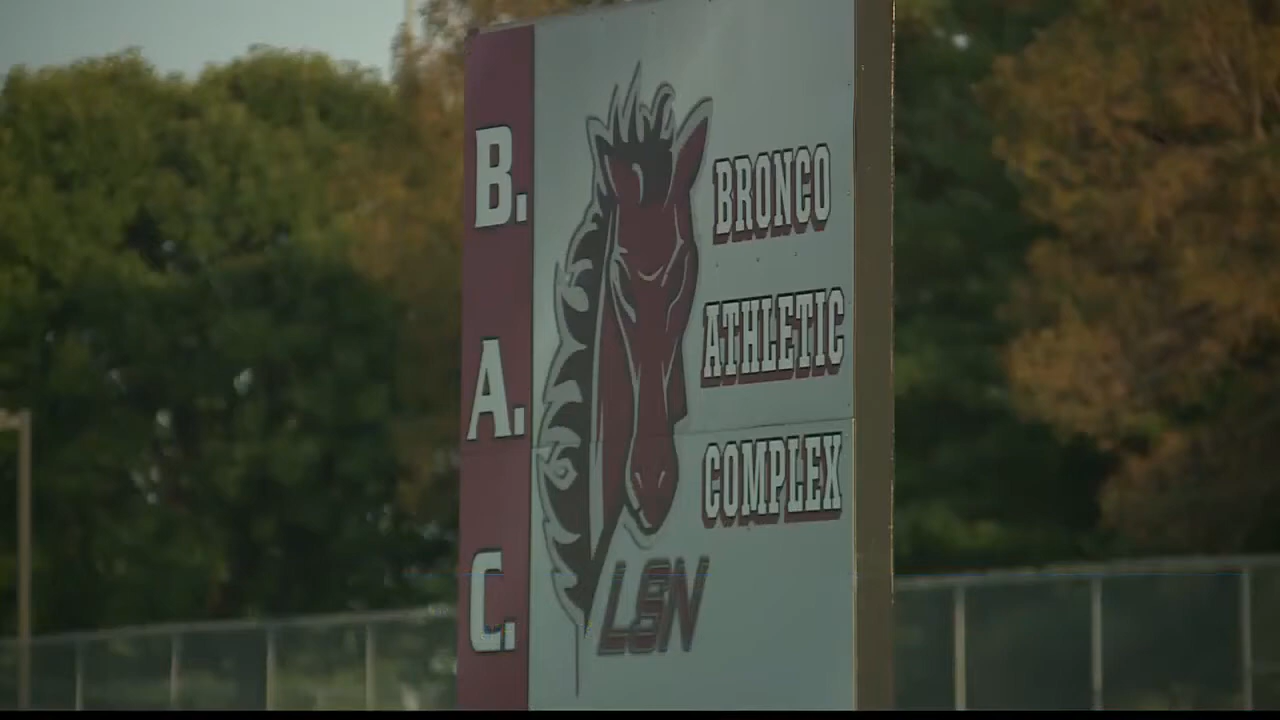 B.
A.
C.
BRONCO
ATHLETIC
COMPLEX
LSN